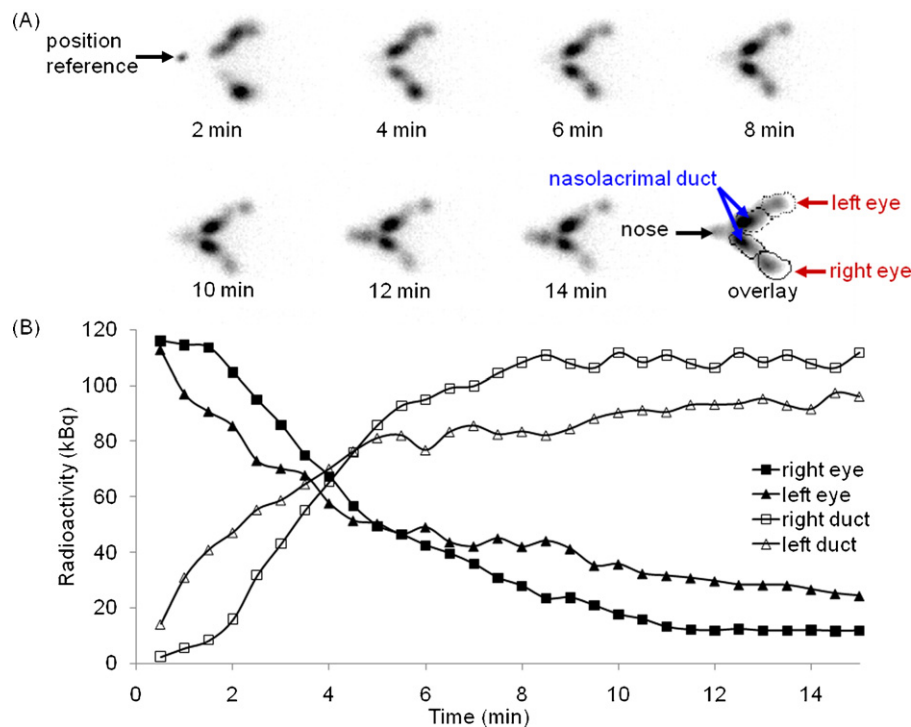 (A)
position
reference
2 min
4 min
6 min
8 min
nasolacrimal duct
left eye
nose
right eye
10 min
12 min
14 min
overlay
(B)
120
100
80
60
40
20
0
Radioactivity (kBq)
right eye
left eye
right duct
left duct
0 2 4 6 8 10 12 14
Time (min)